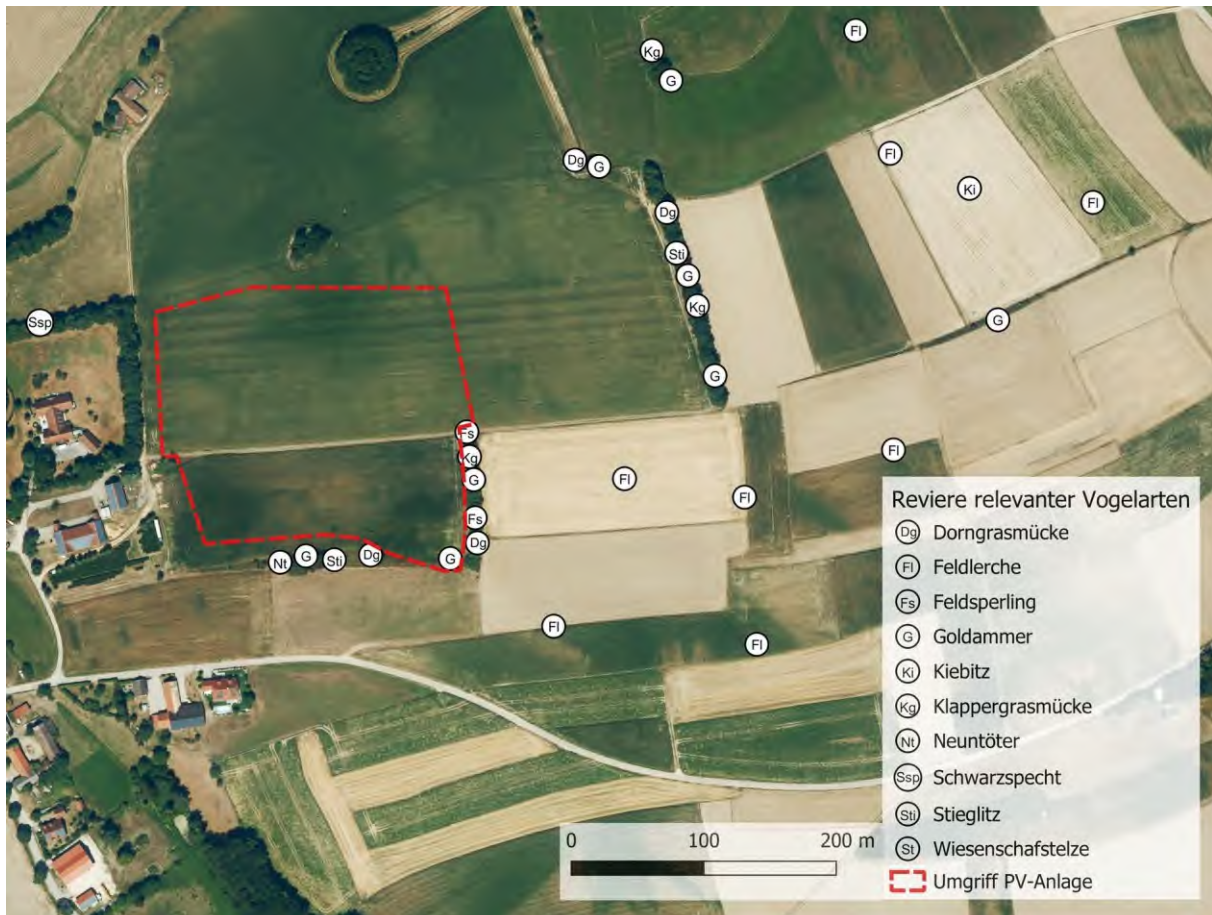 Kg
Fl
G
Dg G
Fl
Ki
Fl
Dg
Sti
G
Kg
Ssp
G
G
Fs
Kg
G
Fl
Fl
Fl
Fs
Dg
Nt G Sti Dg G
Fl
Fl
Reviere relevanter Vogelarten
Dg Dorngrasmücke
Fl Feldlerche
Fs Feldsperling
G Goldammer
Ki Kiebitz
Kg Klappergrasmücke
Nt Neuntöter
Ssp Schwarzspecht
Sti Stieglitz
St Wiesenschafstelze
Umgriff PV-Anlage
0 100 200 m